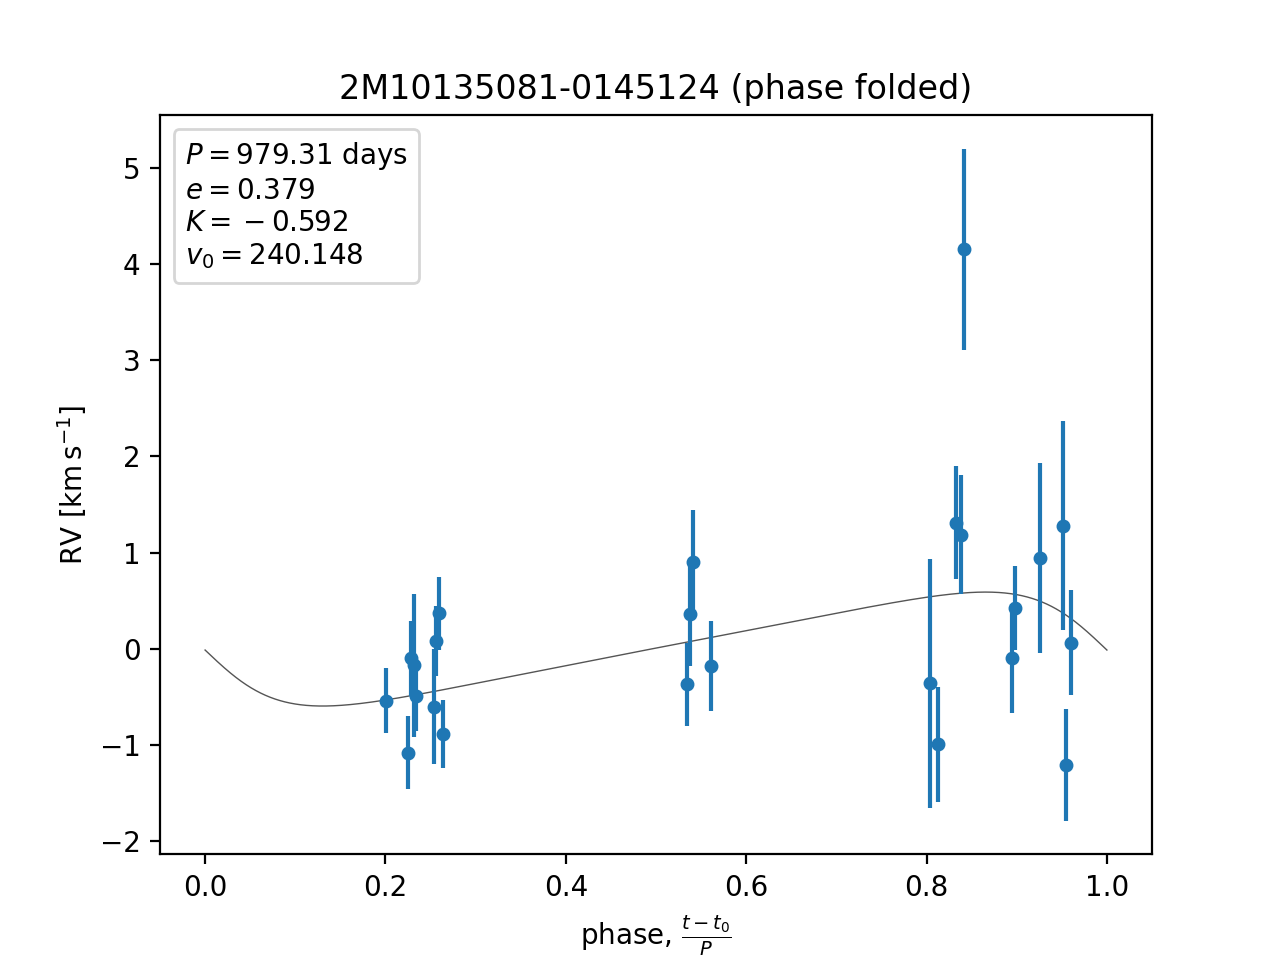 2M10135081-0145124 (phase folded)
P = 979.31 days
e = 0.379
K = −0.592
v₀ = 240.148
RV [km s⁻¹]
5
4
3
2
1
0
−1
−2
0.0 0.2 0.4 0.6 0.8 1.0
phase, (t − t₀)/P